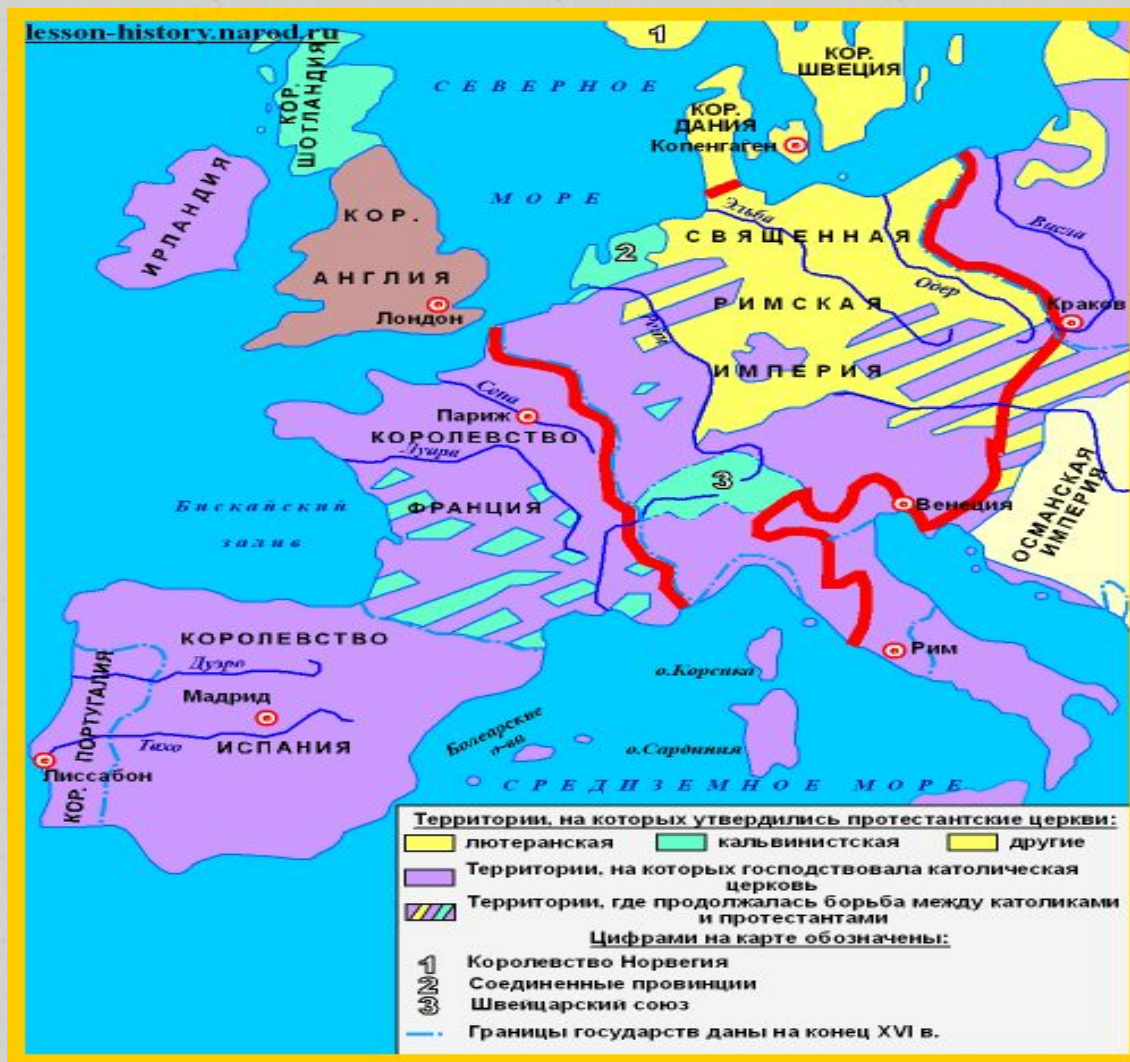 lesson-history.narod.ru
1
КОР.
ШВЕЦИЯ
КОР.
ШОТЛАНДИЯ
СЕВЕРНОЕ
КОР.
ДАНИЯ
Копенгаген
ИРЛАНДИЯ
МОРЕ
КОР.
АНГЛИЯ
Лондон
2
Эльба
СВЯЩЕННАЯ
Висла
Одер
РИМСКАЯ
Краков
Рейн
ИМПЕРИЯ
Сена
Париж
КОРОЛЕВСТВО
Луара
ФРАНЦИЯ
3
Венеция
ОСМАНСКАЯ
ИМПЕРИЯ
Бискайский
залив
КОРОЛЕВСТВО
Дуэро
Мадрид
Тахо
ИСПАНИЯ
КОР. ПОРТУГАЛИЯ
Лиссабон
Рим
о.Корсика
Болеарские
о-ва
о.Сардиния
СРЕДИЗЕМНОЕ МОРЕ
Территории, на которых утвердились протестантские церкви:
лютеранская кальвинистская другие
Территории, на которых господствовала католическая
церковь
Территории, где продолжалась борьба между католиками
и протестантами
Цифрами на карте обозначены:
1 Королевство Норвегия
2 Соединенные провинции
3 Швейцарский союз
Границы государств даны на конец XVI в.